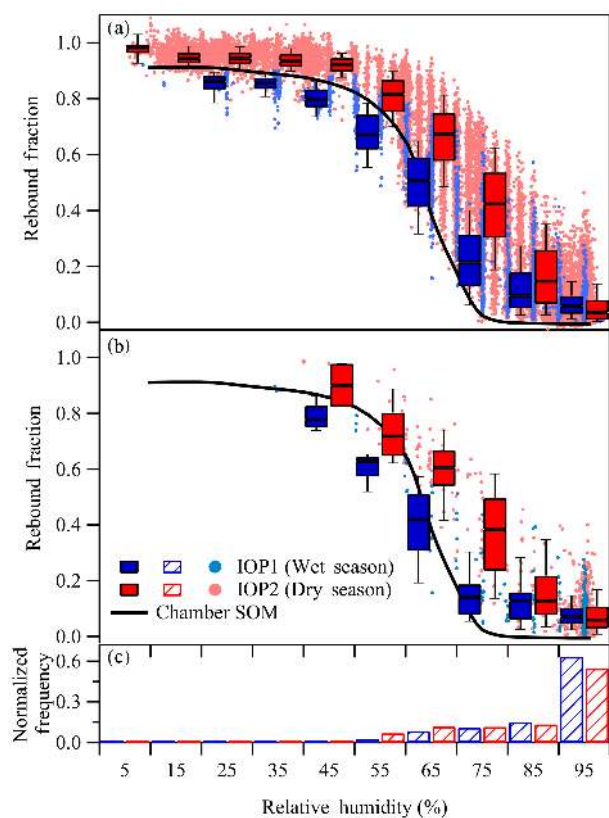 (a)
1.0
0.8
0.6
0.4
0.2
0.0
Rebound fraction
(b)
1.0
0.8
0.6
0.4
0.2
0.0
Rebound fraction
IOP1 (Wet season)
IOP2 (Dry season)
Chamber SOM
(c)
0.6
0.3
0.0
Normalized
frequency
5 15 25 35 45 55 65 75 85 95
Relative humidity (%)